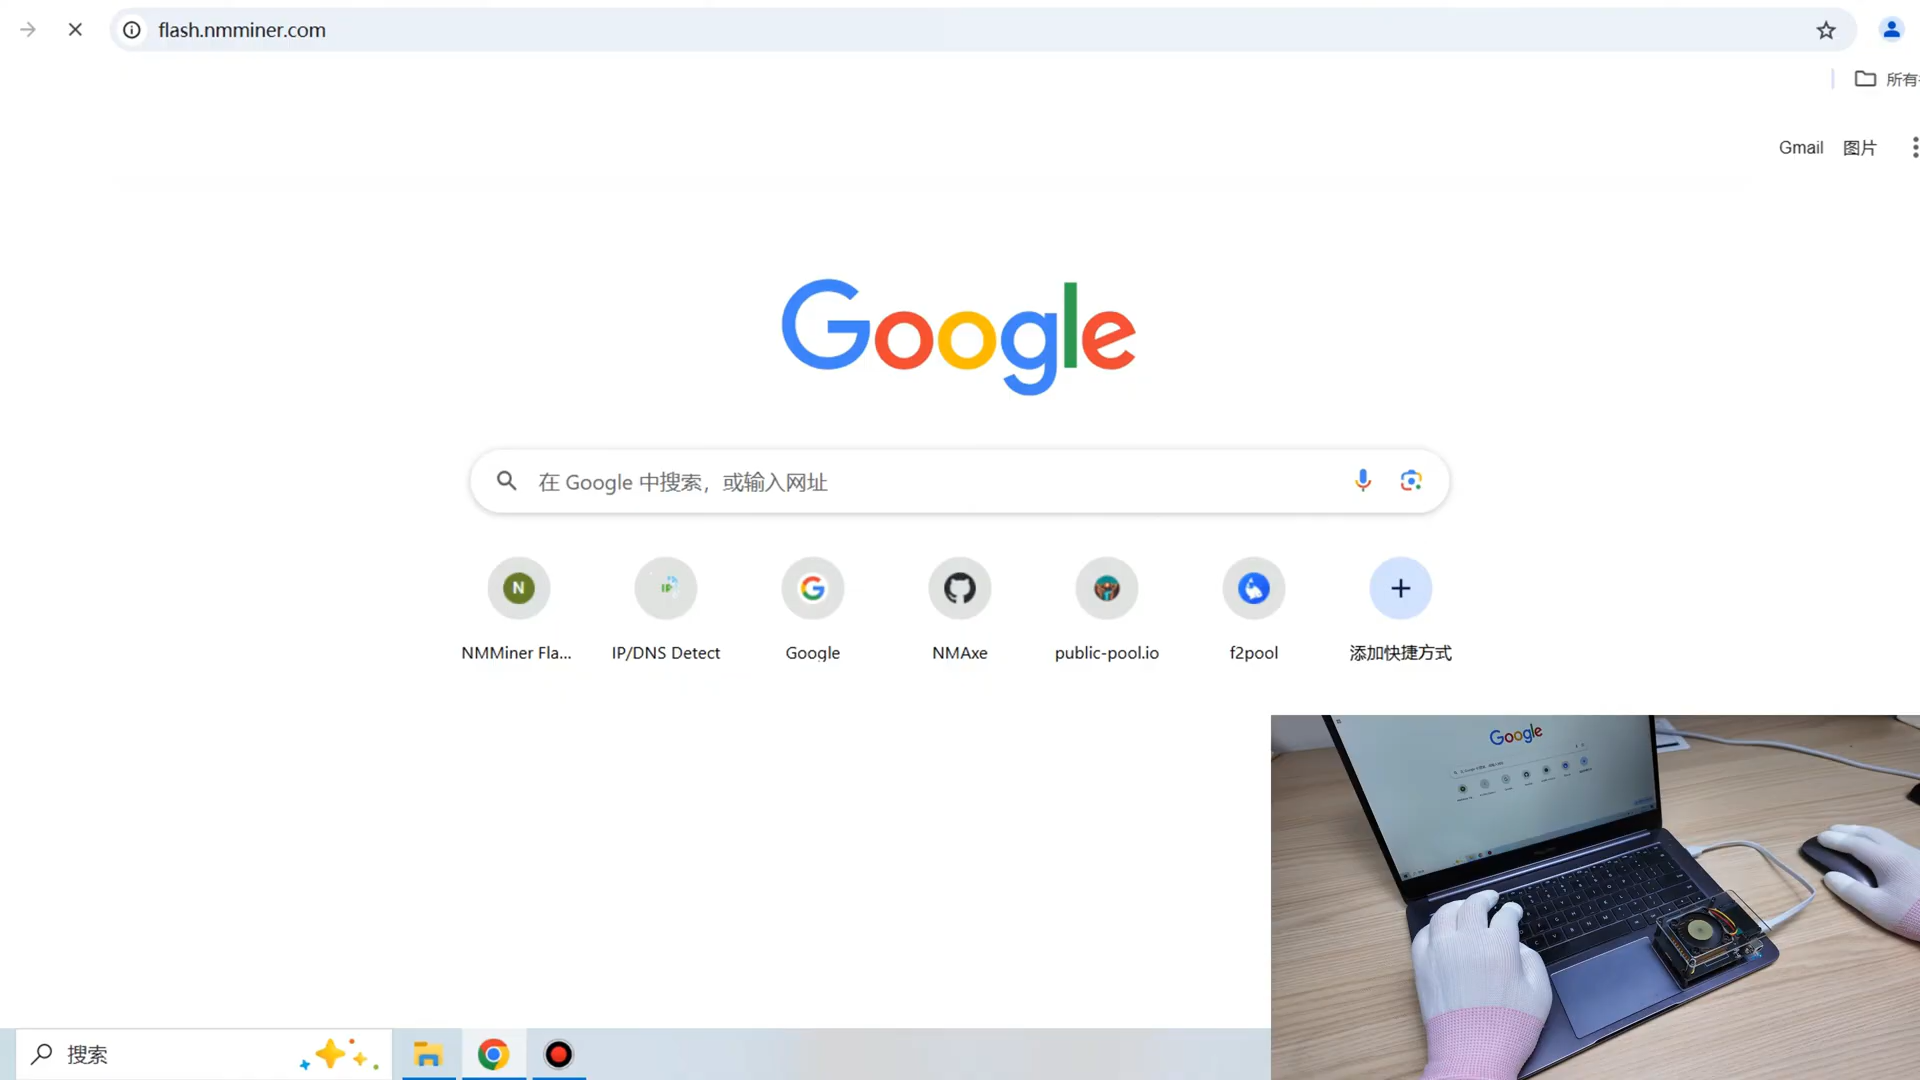 flash.nmminer.com
所有
Gmail 图片
Google
在 Google 中搜索，或输入网址
N
IP
NMMiner Fla... IP/DNS Detect Google NMAxe public-pool.io f2pool 添加快捷方式
Google
搜索